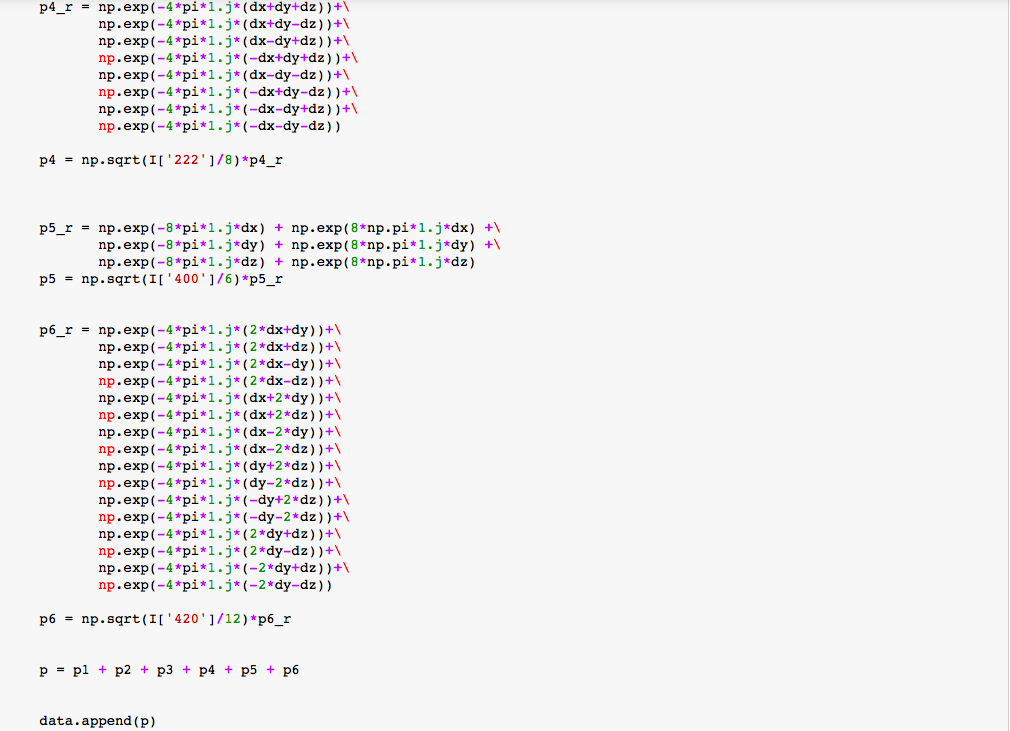 p4_r = np.exp(-4*pi*1.j*(dx+dy+dz))+\
np.exp(-4*pi*1.j*(dx+dy-dz))+\
np.exp(-4*pi*1.j*(dx-dy+dz))+\
np.exp(-4*pi*1.j*(-dx+dy+dz))+\
np.exp(-4*pi*1.j*(dx-dy-dz))+\
np.exp(-4*pi*1.j*(-dx+dy-dz))+\
np.exp(-4*pi*1.j*(-dx-dy+dz))+\
np.exp(-4*pi*1.j*(-dx-dy-dz))
p4 = np.sqrt(I['222']/8)*p4_r
p5_r = np.exp(-8*pi*1.j*dx) + np.exp(8*np.pi*1.j*dx) +\
np.exp(-8*pi*1.j*dy) + np.exp(8*np.pi*1.j*dy) +\
np.exp(-8*pi*1.j*dz) + np.exp(8*np.pi*1.j*dz)
p5 = np.sqrt(I['400']/6)*p5_r
p6_r = np.exp(-4*pi*1.j*(2*dx+dy))+\
np.exp(-4*pi*1.j*(2*dx+dz))+\
np.exp(-4*pi*1.j*(2*dx-dy))+\
np.exp(-4*pi*1.j*(2*dx-dz))+\
np.exp(-4*pi*1.j*(dx+2*dy))+\
np.exp(-4*pi*1.j*(dx+2*dz))+\
np.exp(-4*pi*1.j*(dx-2*dy))+\
np.exp(-4*pi*1.j*(dx-2*dz))+\
np.exp(-4*pi*1.j*(dy+2*dz))+\
np.exp(-4*pi*1.j*(dy-2*dz))+\
np.exp(-4*pi*1.j*(-dy+2*dz))+\
np.exp(-4*pi*1.j*(-dy-2*dz))+\
np.exp(-4*pi*1.j*(2*dy+dz))+\
np.exp(-4*pi*1.j*(2*dy-dz))+\
np.exp(-4*pi*1.j*(-2*dy+dz))+\
np.exp(-4*pi*1.j*(-2*dy-dz))
p6 = np.sqrt(I['420']/12)*p6_r
p = p1 + p2 + p3 + p4 + p5 + p6
data.append(p)